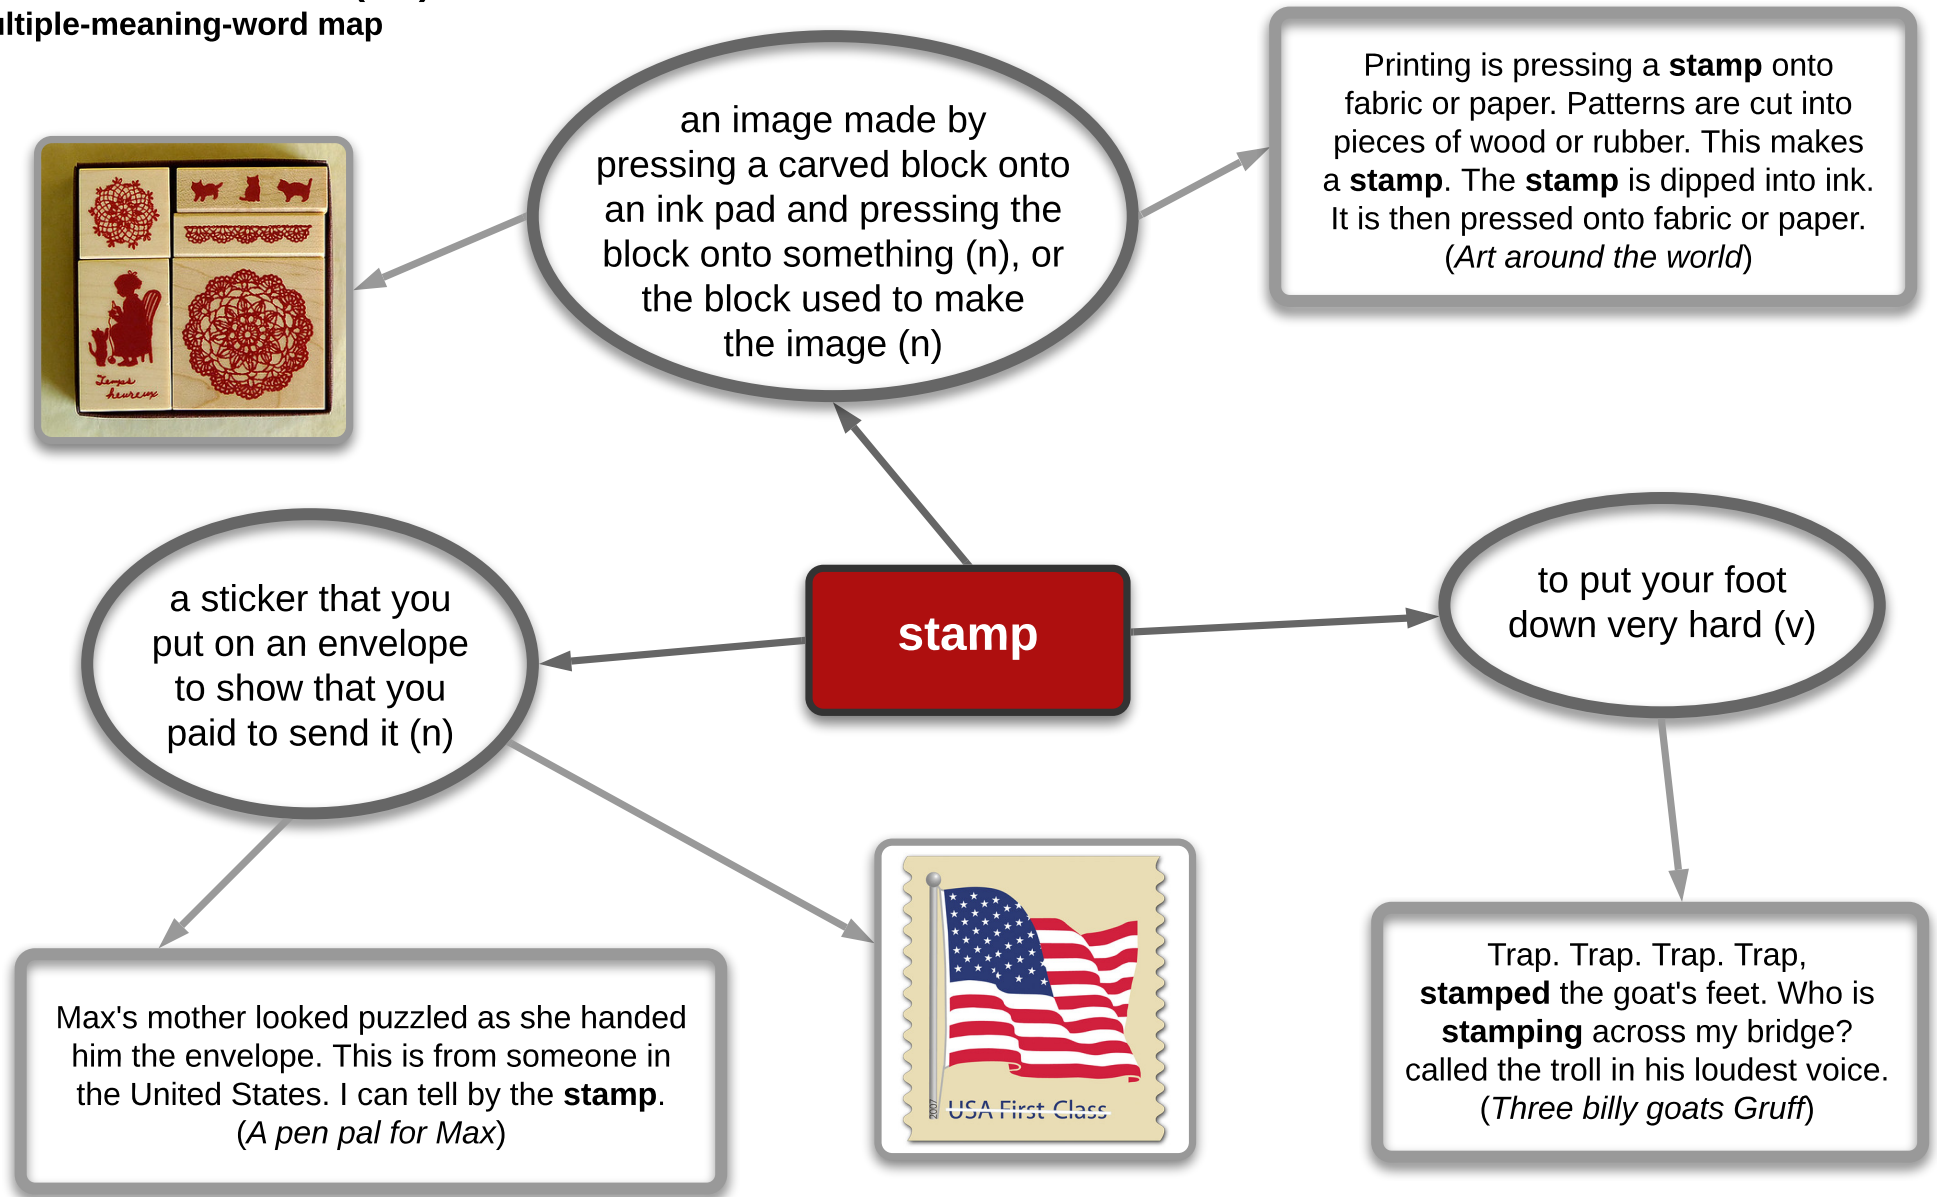 ultiple-meaning-word map
an image made by
pressing a carved block onto
an ink pad and pressing the
block onto something (n), or
the block used to make
the image (n)
Printing is pressing a stamp onto
fabric or paper. Patterns are cut into
pieces of wood or rubber. This makes
a stamp. The stamp is dipped into ink.
It is then pressed onto fabric or paper.
(Art around the world)
Temps
heureux
a sticker that you
put on an envelope
to show that you
paid to send it (n)
stamp
to put your foot
down very hard (v)
Max's mother looked puzzled as she handed
him the envelope. This is from someone in
the United States. I can tell by the stamp.
(A pen pal for Max)
2007
USA First-Class
Trap. Trap. Trap. Trap,
stamped the goat's feet. Who is
stamping across my bridge?
called the troll in his loudest voice.
(Three billy goats Gruff)